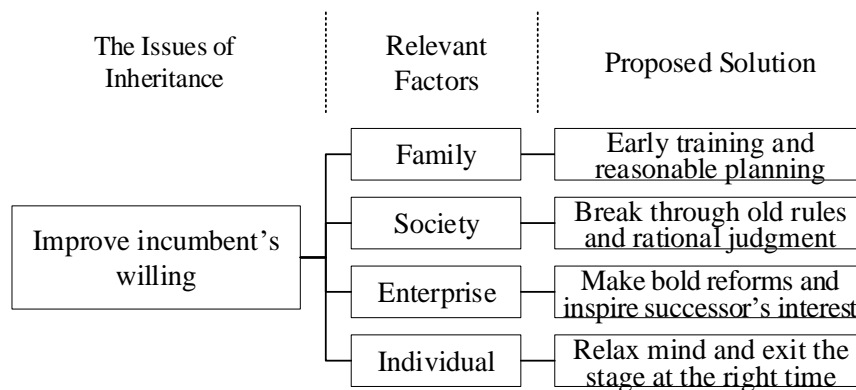 The Issues of
Inheritance
Relevant
Factors
Proposed Solution
Improve incumbent's
willing
Family
Early training and
reasonable planning
Society
Break through old rules
and rational judgment
Enterprise
Make bold reforms and
inspire successor's interest
Individual
Relax mind and exit the
stage at the right time